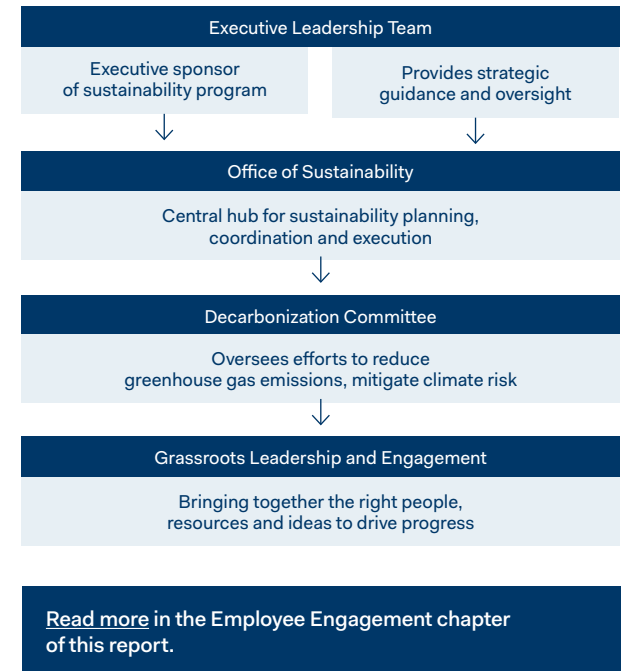 Executive Leadership Team
Executive sponsor
of sustainability program
Provides strategic
guidance and oversight
Office of Sustainability
Central hub for sustainability planning,
coordination and execution
Decarbonization Committee
Oversees efforts to reduce
greenhouse gas emissions, mitigate climate risk
Grassroots Leadership and Engagement
Bringing together the right people,
resources and ideas to drive progress
Read more in the Employee Engagement chapter
of this report.